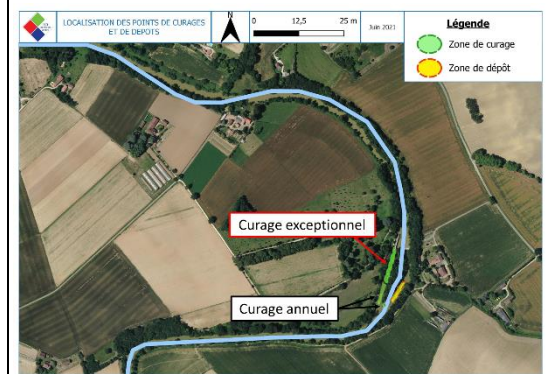 LOCALISATION DES POINTS DE CURAGES
ET DE DEPOTS
N
0 12,5 25 m
Juin 2021
Légende
Zone de curage
Zone de dépôt
Curage exceptionnel
Curage annuel